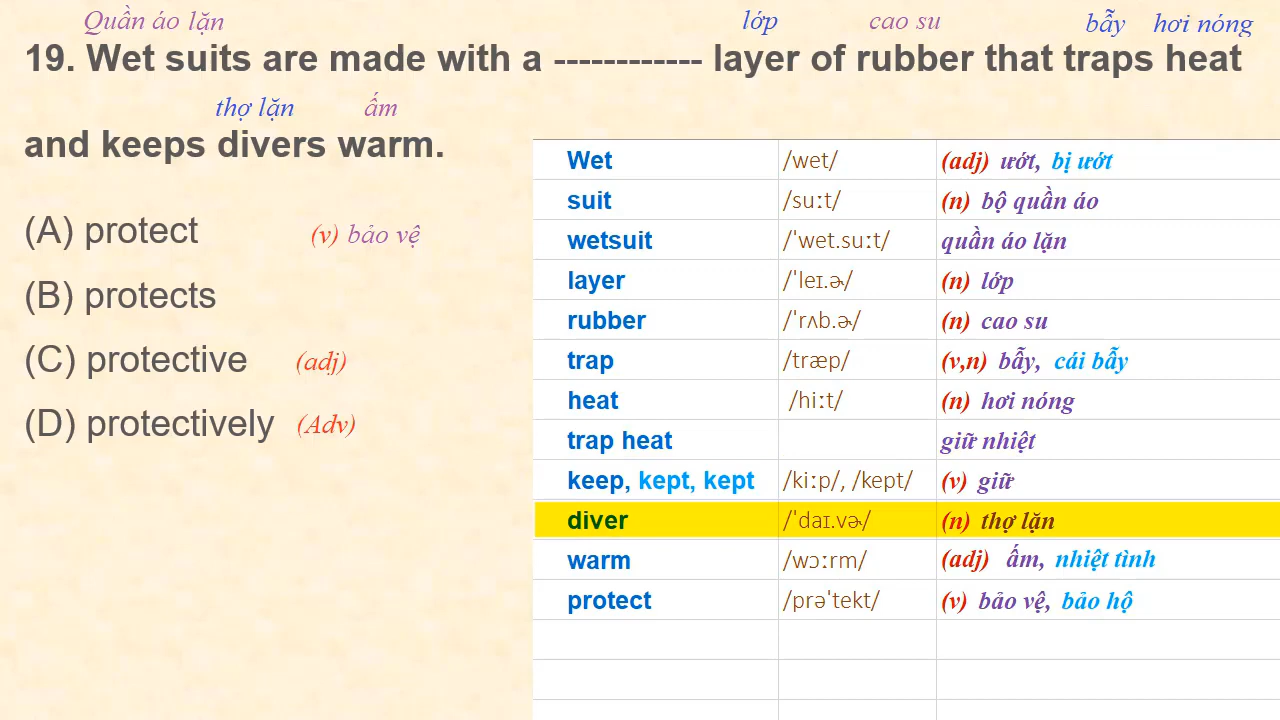 Quần áo lặn lớp cao su bẫy hơi nóng
19. Wet suits are made with a ------------ layer of rubber that traps heat
thợ lặn ấm
and keeps divers warm.
(A) protect (v) bảo vệ
(B) protects
(C) protective (adj)
(D) protectively (Adv)
Wet /wet/ (adj) ướt, bị ướt
suit /suːt/ (n) bộ quần áo
wetsuit /ˈwet.suːt/ quần áo lặn
layer /ˈleɪ.ɚ/ (n) lớp
rubber /ˈrʌb.ɚ/ (n) cao su
trap /træp/ (v,n) bẫy, cái bẫy
heat /hiːt/ (n) hơi nóng
trap heat giữ nhiệt
keep, kept, kept /kiːp/, /kept/ (v) giữ
diver /ˈdaɪ.vɚ/ (n) thợ lặn
warm /wɔːrm/ (adj) ấm, nhiệt tình
protect /prəˈtekt/ (v) bảo vệ, bảo hộ